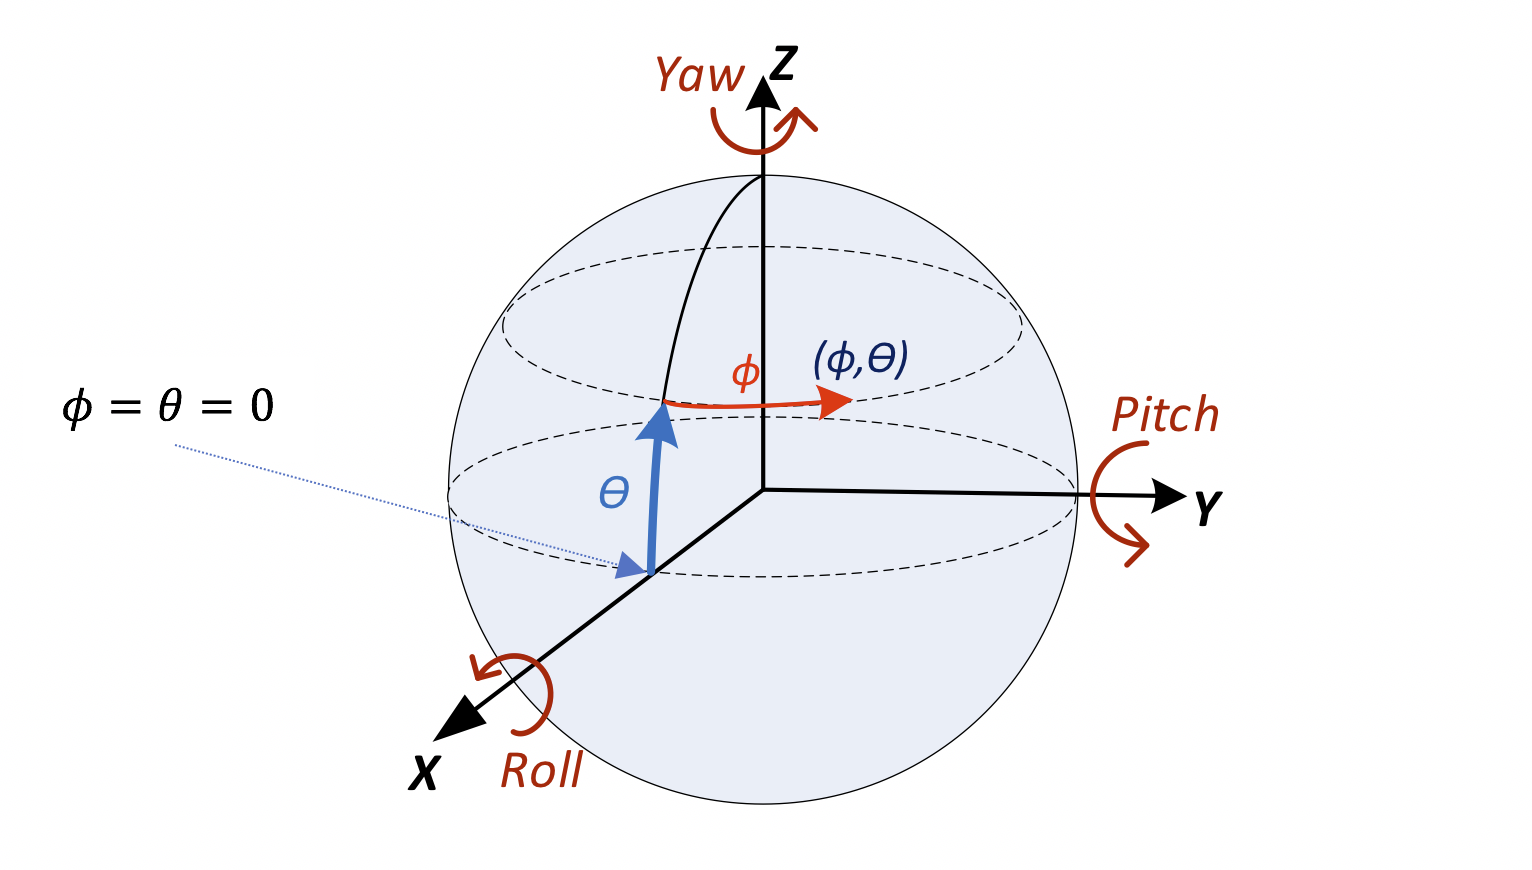 Yaw
Z
ϕ
(ϕ,ϴ)
ϕ = θ = 0
Pitch
ϴ
Y
X
Roll